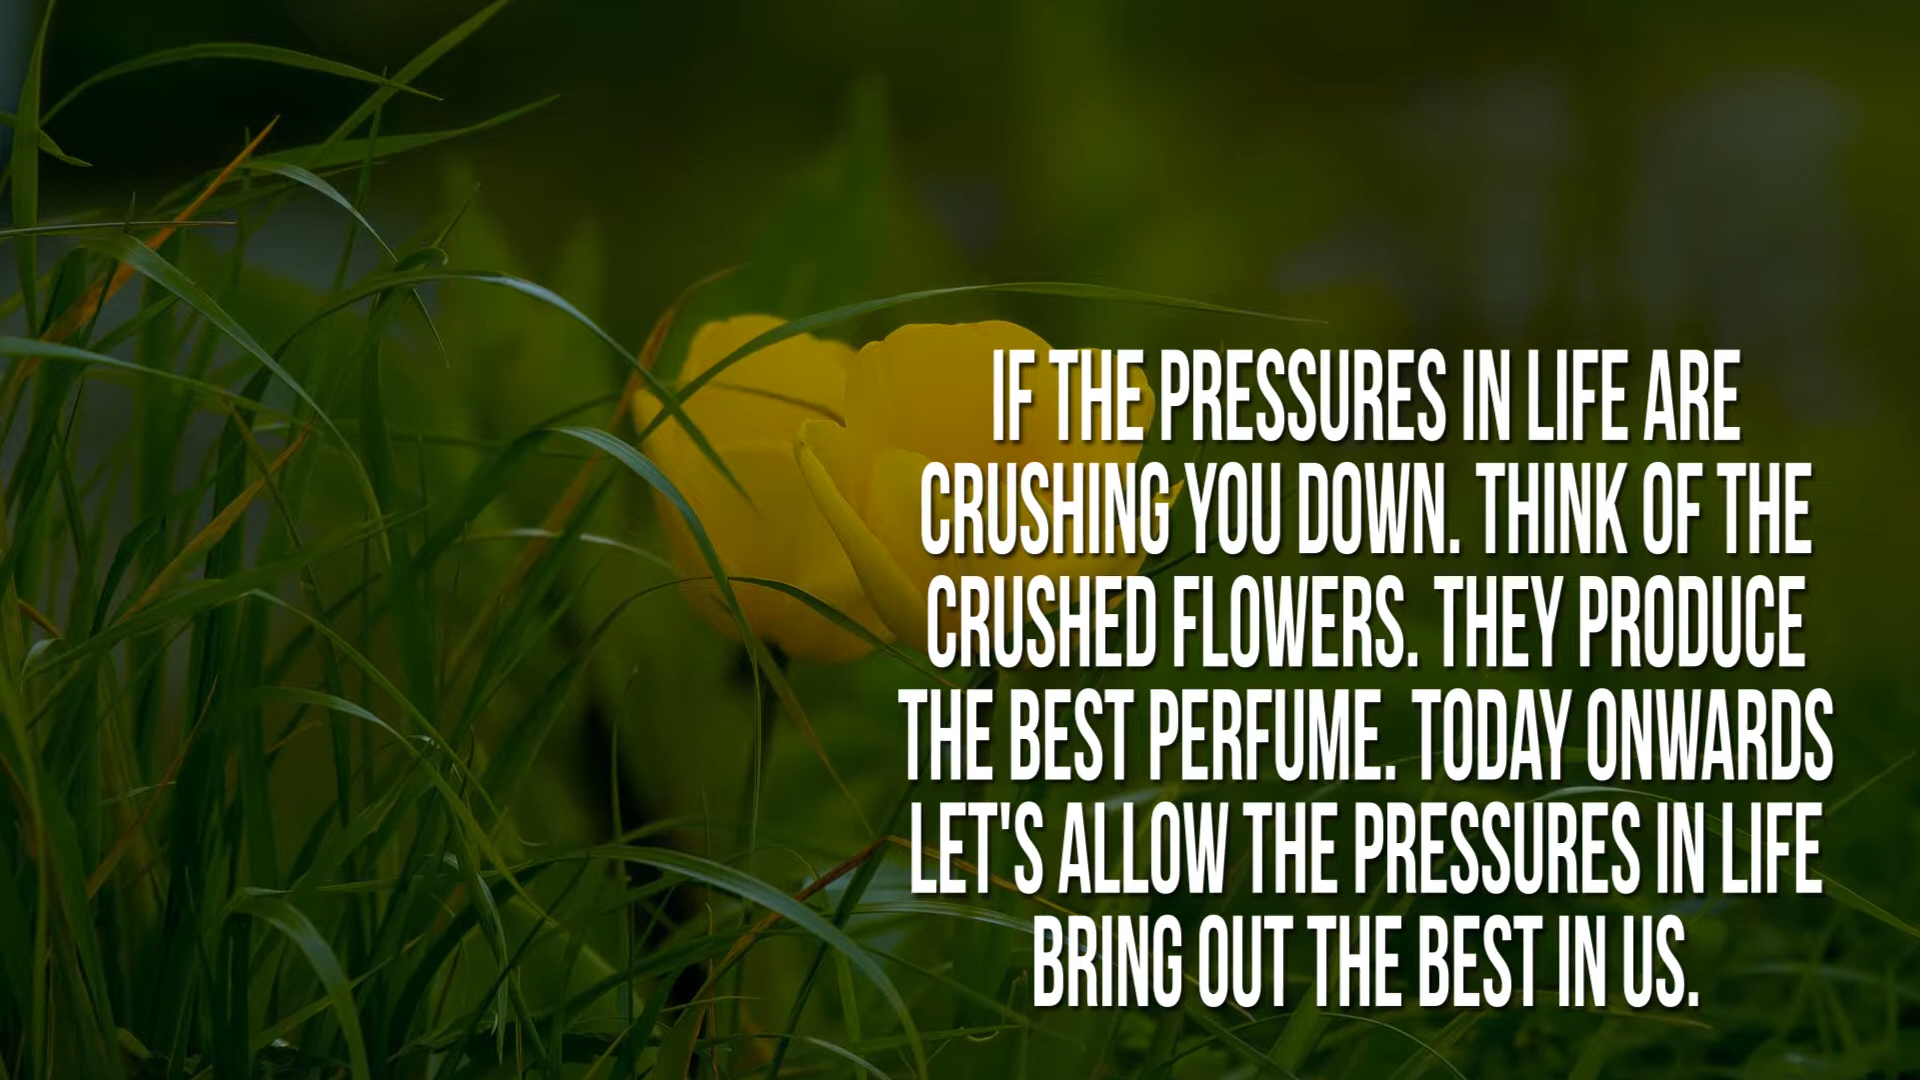 IF THE PRESSURES IN LIFE ARE
CRUSHING YOU DOWN. THINK OF THE
CRUSHED FLOWERS. THEY PRODUCE
THE BEST PERFUME. TODAY ONWARDS
LET'S ALLOW THE PRESSURES IN LIFE
BRING OUT THE BEST IN US.